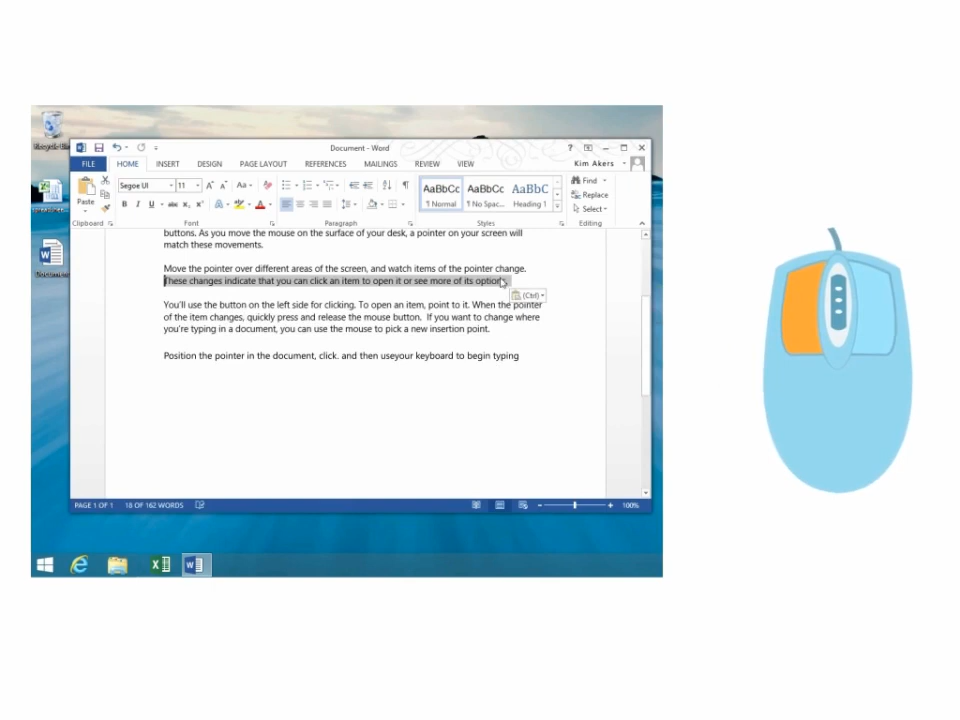 Document - Word
?
Kim Akers
FILE HOME INSERT DESIGN PAGE LAYOUT REFERENCES MAILINGS REVIEW VIEW
Segoe UI 11 Aa
AaBbCc AaBbCc AaBbC
Find
Replace
Select
Paste
B I U abc x₂ x² A A
¶ Normal ¶ No Spac... Heading 1
Clipboard Font Paragraph Styles Editing
buttons. As you move the mouse on the surface of your desk, a pointer on your screen will
match these movements.
Move the pointer over different areas of the screen, and watch items of the pointer change.
These changes indicate that you can click an item to open it or see more of its options.
(Ctrl)
You'll use the button on the left side for clicking. To open an item, point to it. When the pointer
of the item changes, quickly press and release the mouse button. If you want to change where
you're typing in a document, you can use the mouse to pick a new insertion point.
Position the pointer in the document, click. and then useyour keyboard to begin typing
PAGE 1 OF 1 18 OF 162 WORDS 100%